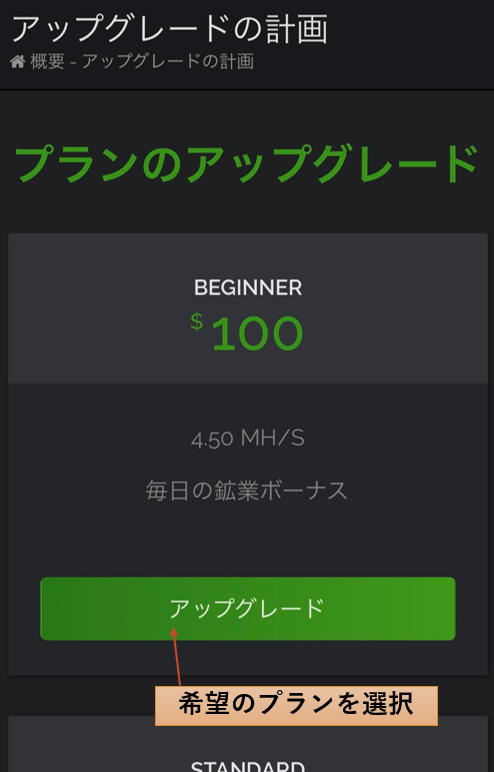 アップグレードの計画
概要 - アップグレードの計画
プランのアップグレード
BEGINNER
$100
4.50 MH/S
毎日の鉱業ボーナス
アップグレード
希望のプランを選択
STANDARD